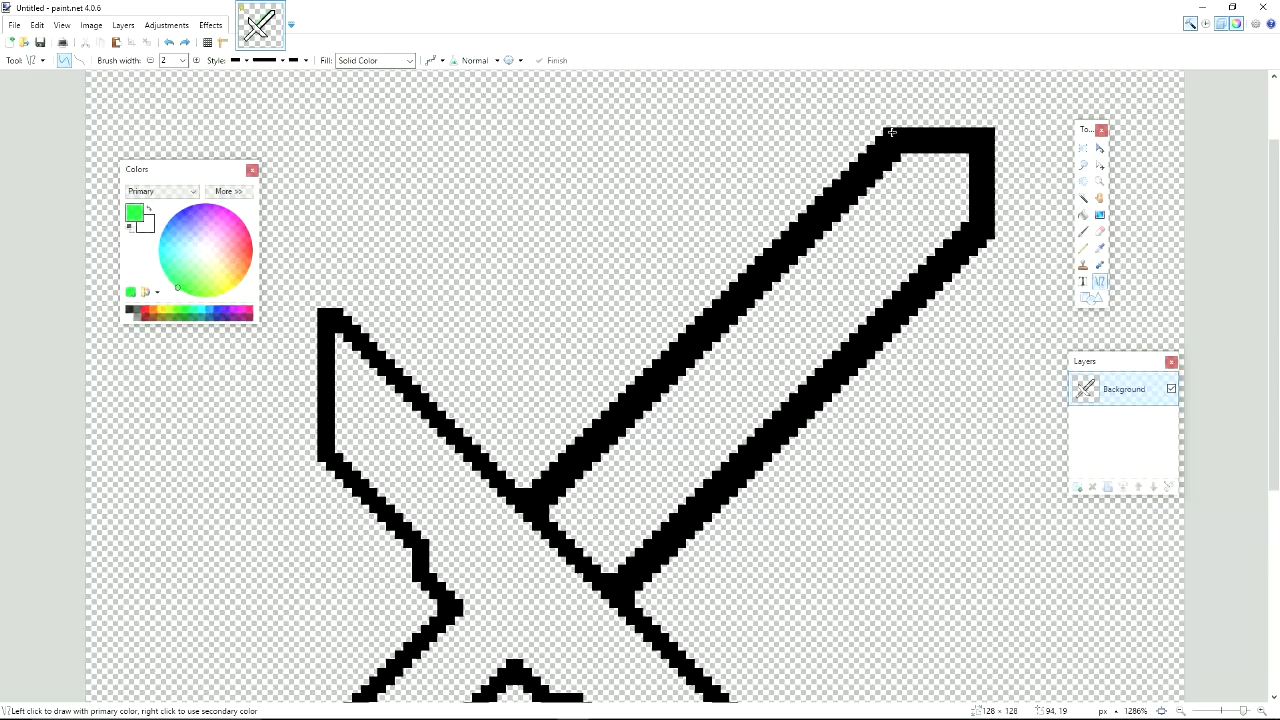 Untitled - paint.net 4.0.6
File Edit View Image Layers Adjustments Effects
Tool: Brush width: 2 Style: Fill: Solid Color Normal Finish
To...
Colors
Primary More >>
T
Layers
Background
Left click to draw with primary color, right click to use secondary color 128 × 128 94, 19 px 1286%